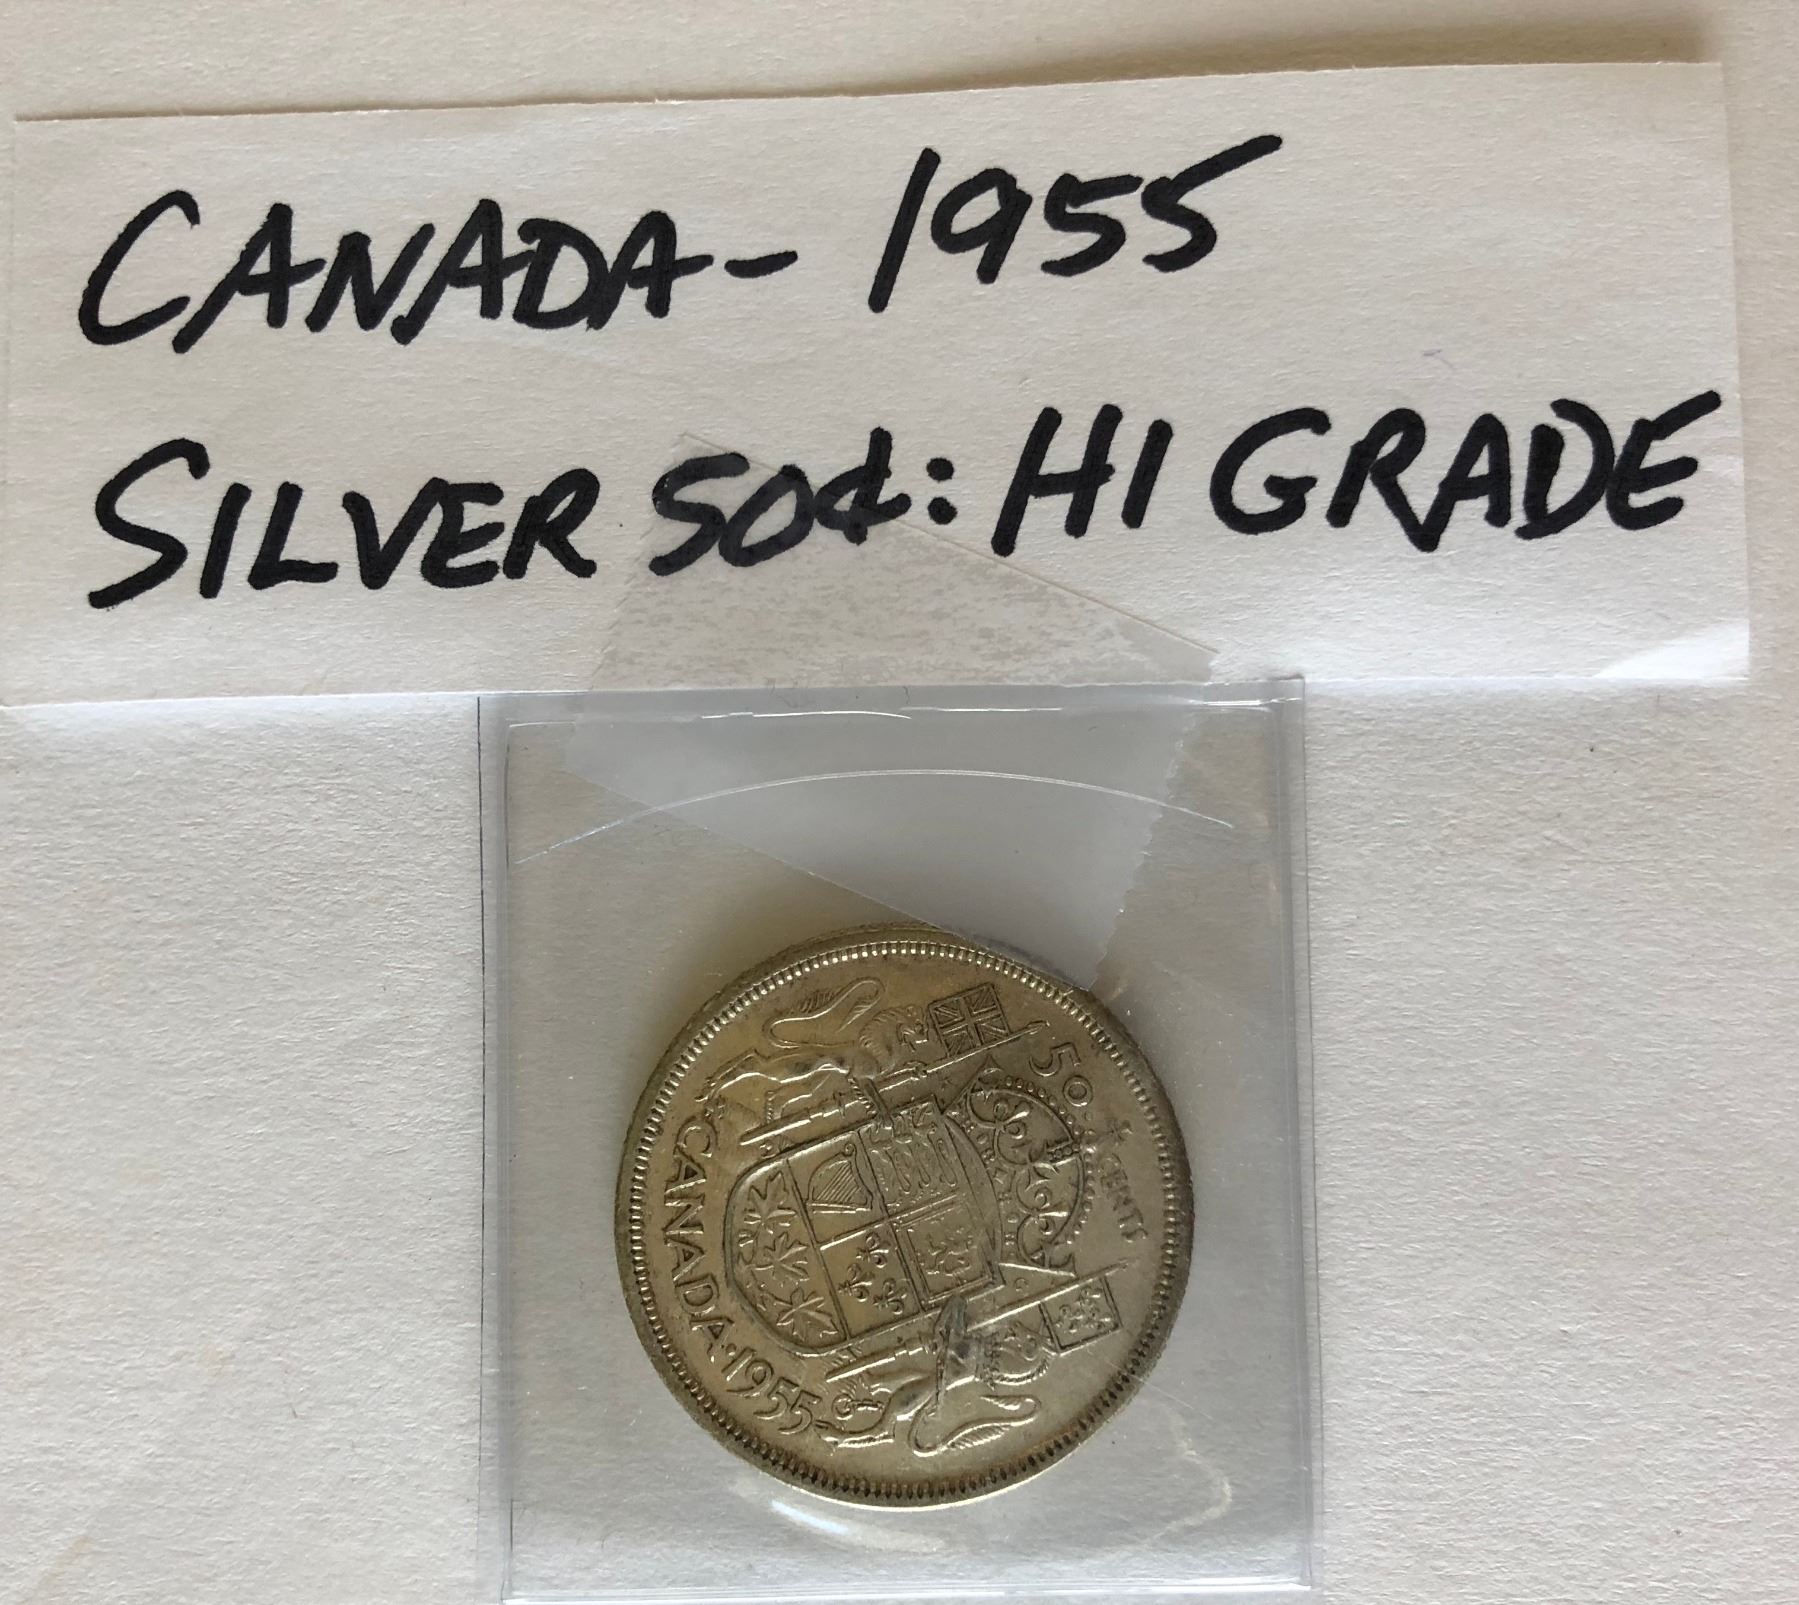 CANADA- 1955
SILVER 50¢: HI GRADE
50 CENTS
CANADA·1955